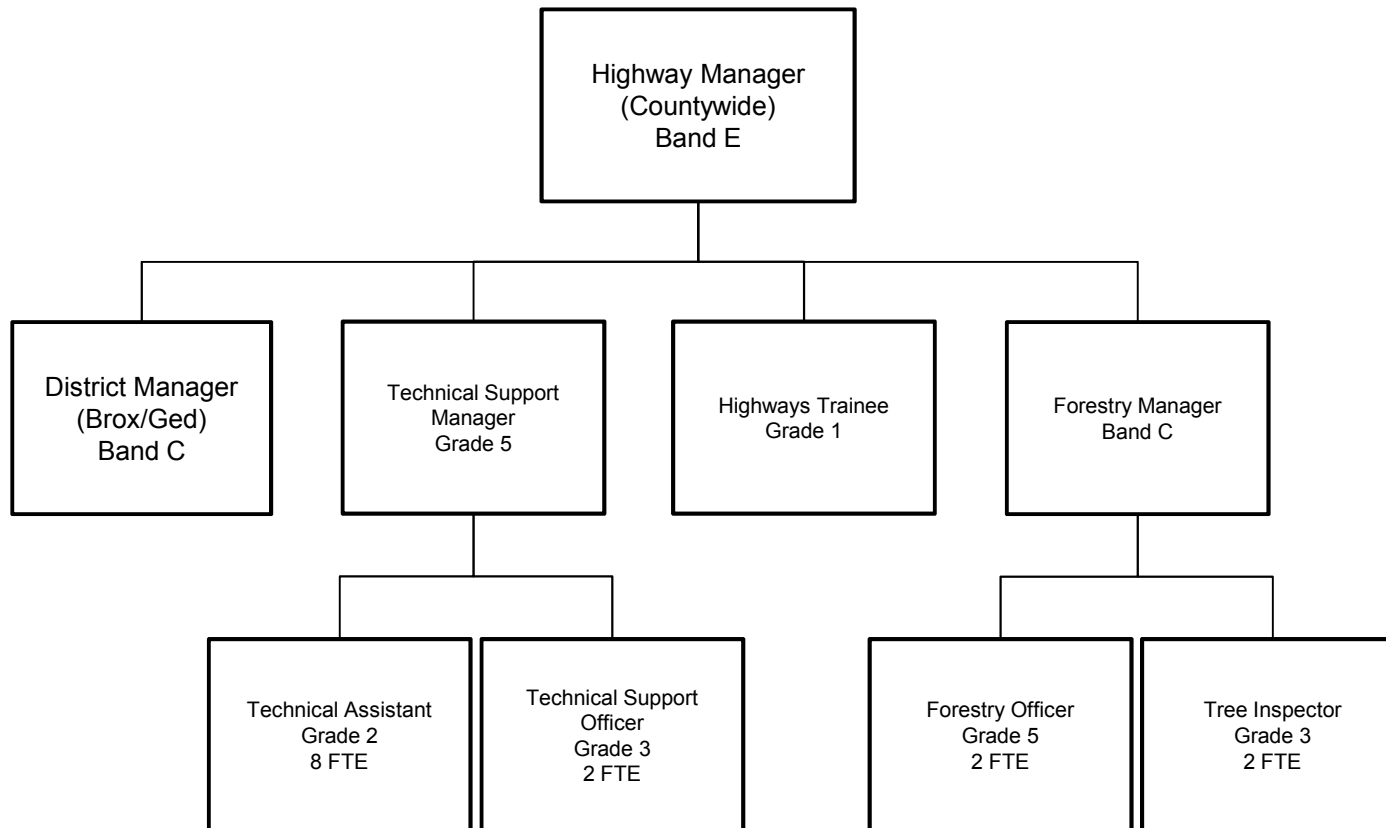 Highway Manager
(Countywide)
Band E
District Manager
(Brox/Ged)
Band C
Technical Support
Manager
Grade 5
Highways Trainee
Grade 1
Forestry Manager
Band C
Technical Assistant
Grade 2
8 FTE
Technical Support
Officer
Grade 3
2 FTE
Forestry Officer
Grade 5
2 FTE
Tree Inspector
Grade 3
2 FTE